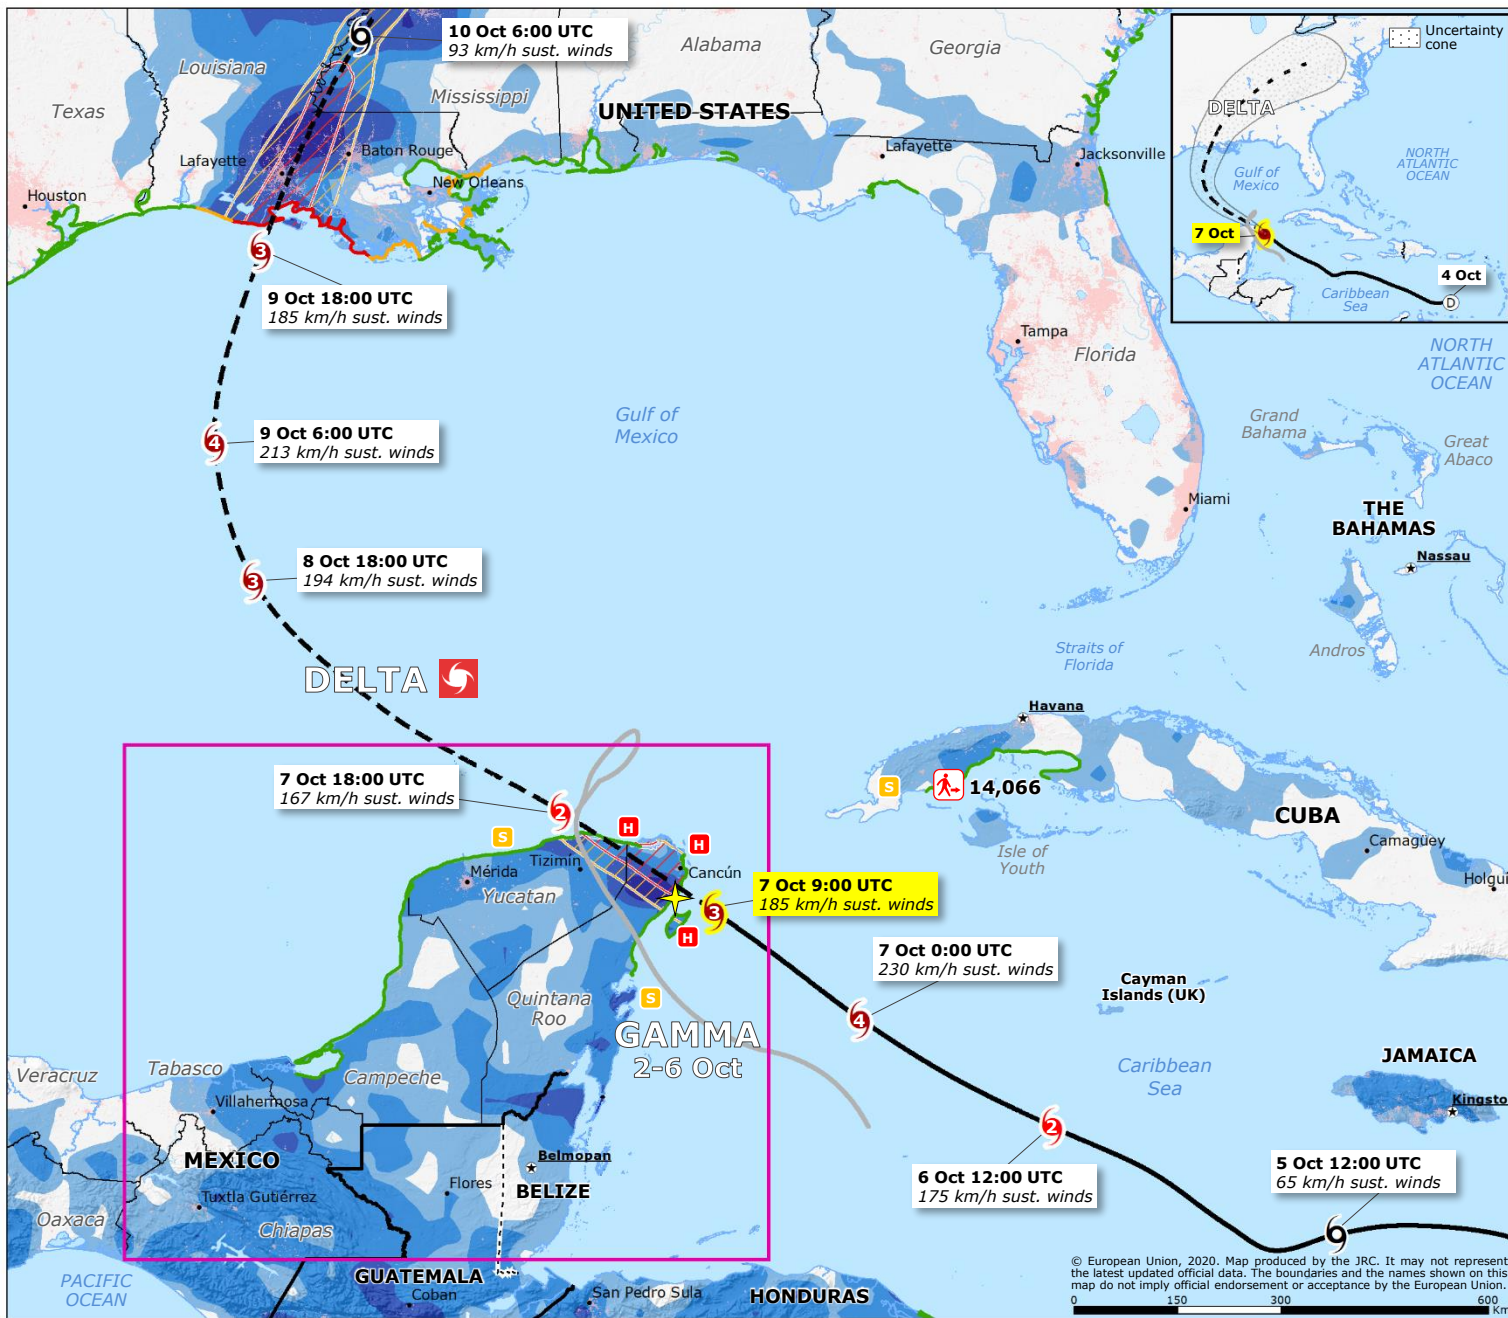 10 Oct 6:00 UTC
93 km/h sust. winds
Alabama
Georgia
Louisiana
Texas
Mississippi
UNITED STATES
Lafayette
Baton Rouge
New Orleans
Houston
Lafayette
Jacksonville
Uncertainty
cone
DELTA
NORTH
ATLANTIC
OCEAN
Gulf of
Mexico
7 Oct
4 Oct
Caribbean
Sea
D
3
9 Oct 18:00 UTC
185 km/h sust. winds
Tampa
Florida
NORTH
ATLANTIC
OCEAN
Gulf of
Mexico
Grand
Bahama
Great
Abaco
4
9 Oct 6:00 UTC
213 km/h sust. winds
Miami
THE
BAHAMAS
Nassau
3
8 Oct 18:00 UTC
194 km/h sust. winds
Andros
Straits of
Florida
DELTA
Havana
7 Oct 18:00 UTC
167 km/h sust. winds
2
S
14,066
CUBA
S
H
H
Isle of
Youth
Camagüey
Mérida
Tizimín
Cancún
Yucatan
Holgui
7 Oct 9:00 UTC
185 km/h sust. winds
3
H
7 Oct 0:00 UTC
230 km/h sust. winds
4
Cayman
Islands (UK)
Quintana
Roo
S
GAMMA
2-6 Oct
Caribbean
Sea
JAMAICA
Kingsto
Veracruz
Tabasco
Campeche
Villahermosa
2
6 Oct 12:00 UTC
175 km/h sust. winds
5 Oct 12:00 UTC
65 km/h sust. winds
MEXÍCO
Belmopan
BELIZE
Flores
Tuxtla Gutiérrez
Oaxaca
Chiapas
PACIFIC
OCEAN
GUATEMALA
Coban
San Pedro Sula
HONDURAS
© European Union, 2020. Map produced by the JRC. It may not represent
the latest updated official data. The boundaries and the names shown on this
map do not imply official endorsement or acceptance by the European Union.
0 150 300 600
Km